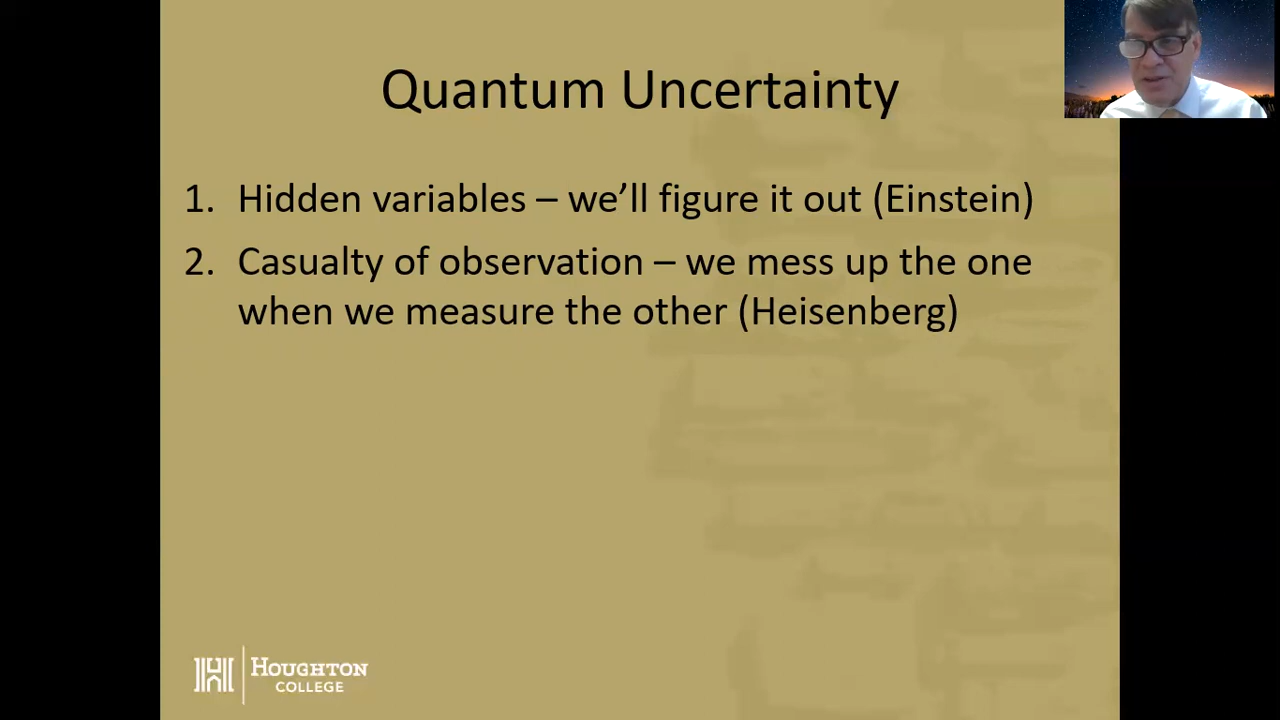 Quantum Uncertainty
1. Hidden variables – we’ll figure it out (Einstein)
2. Casualty of observation – we mess up the one
when we measure the other (Heisenberg)
HOUGHTON
COLLEGE